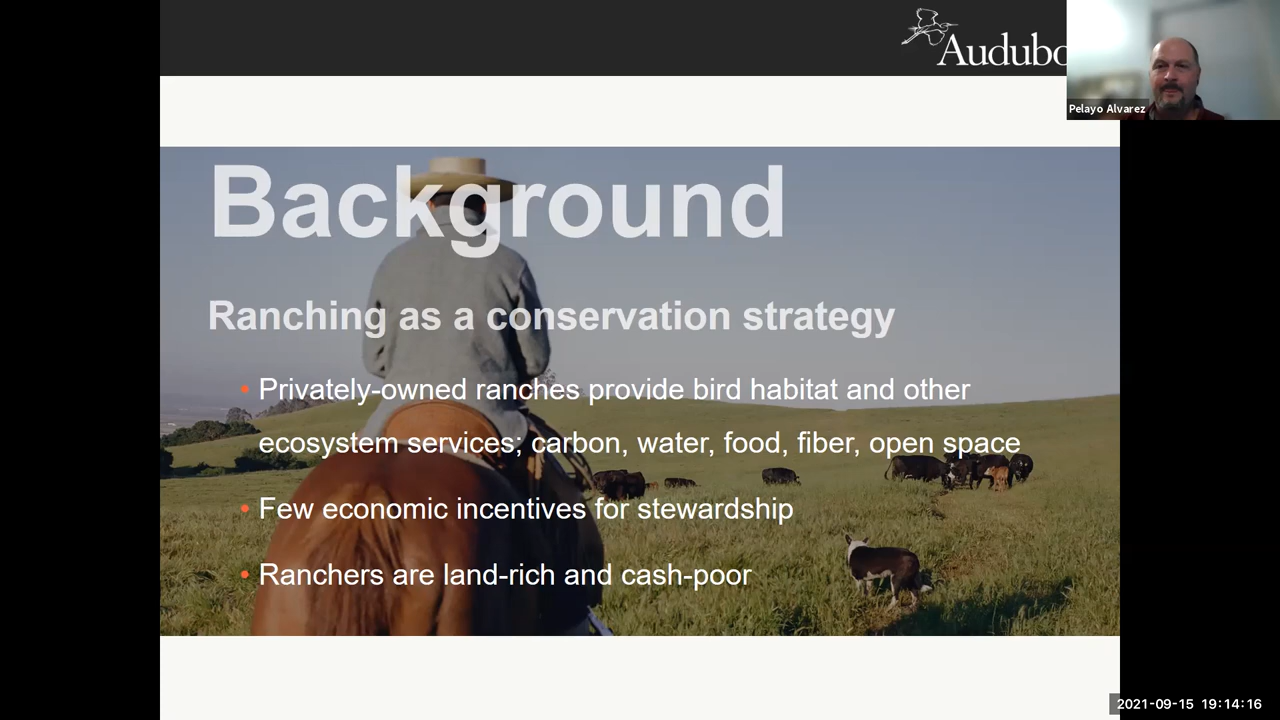 Audubo
Pelayo Alvarez
Background
Ranching as a conservation strategy
• Privately-owned ranches provide bird habitat and other
ecosystem services; carbon, water, food, fiber, open space
• Few economic incentives for stewardship
• Ranchers are land-rich and cash-poor
2021-09-15 19:14:16